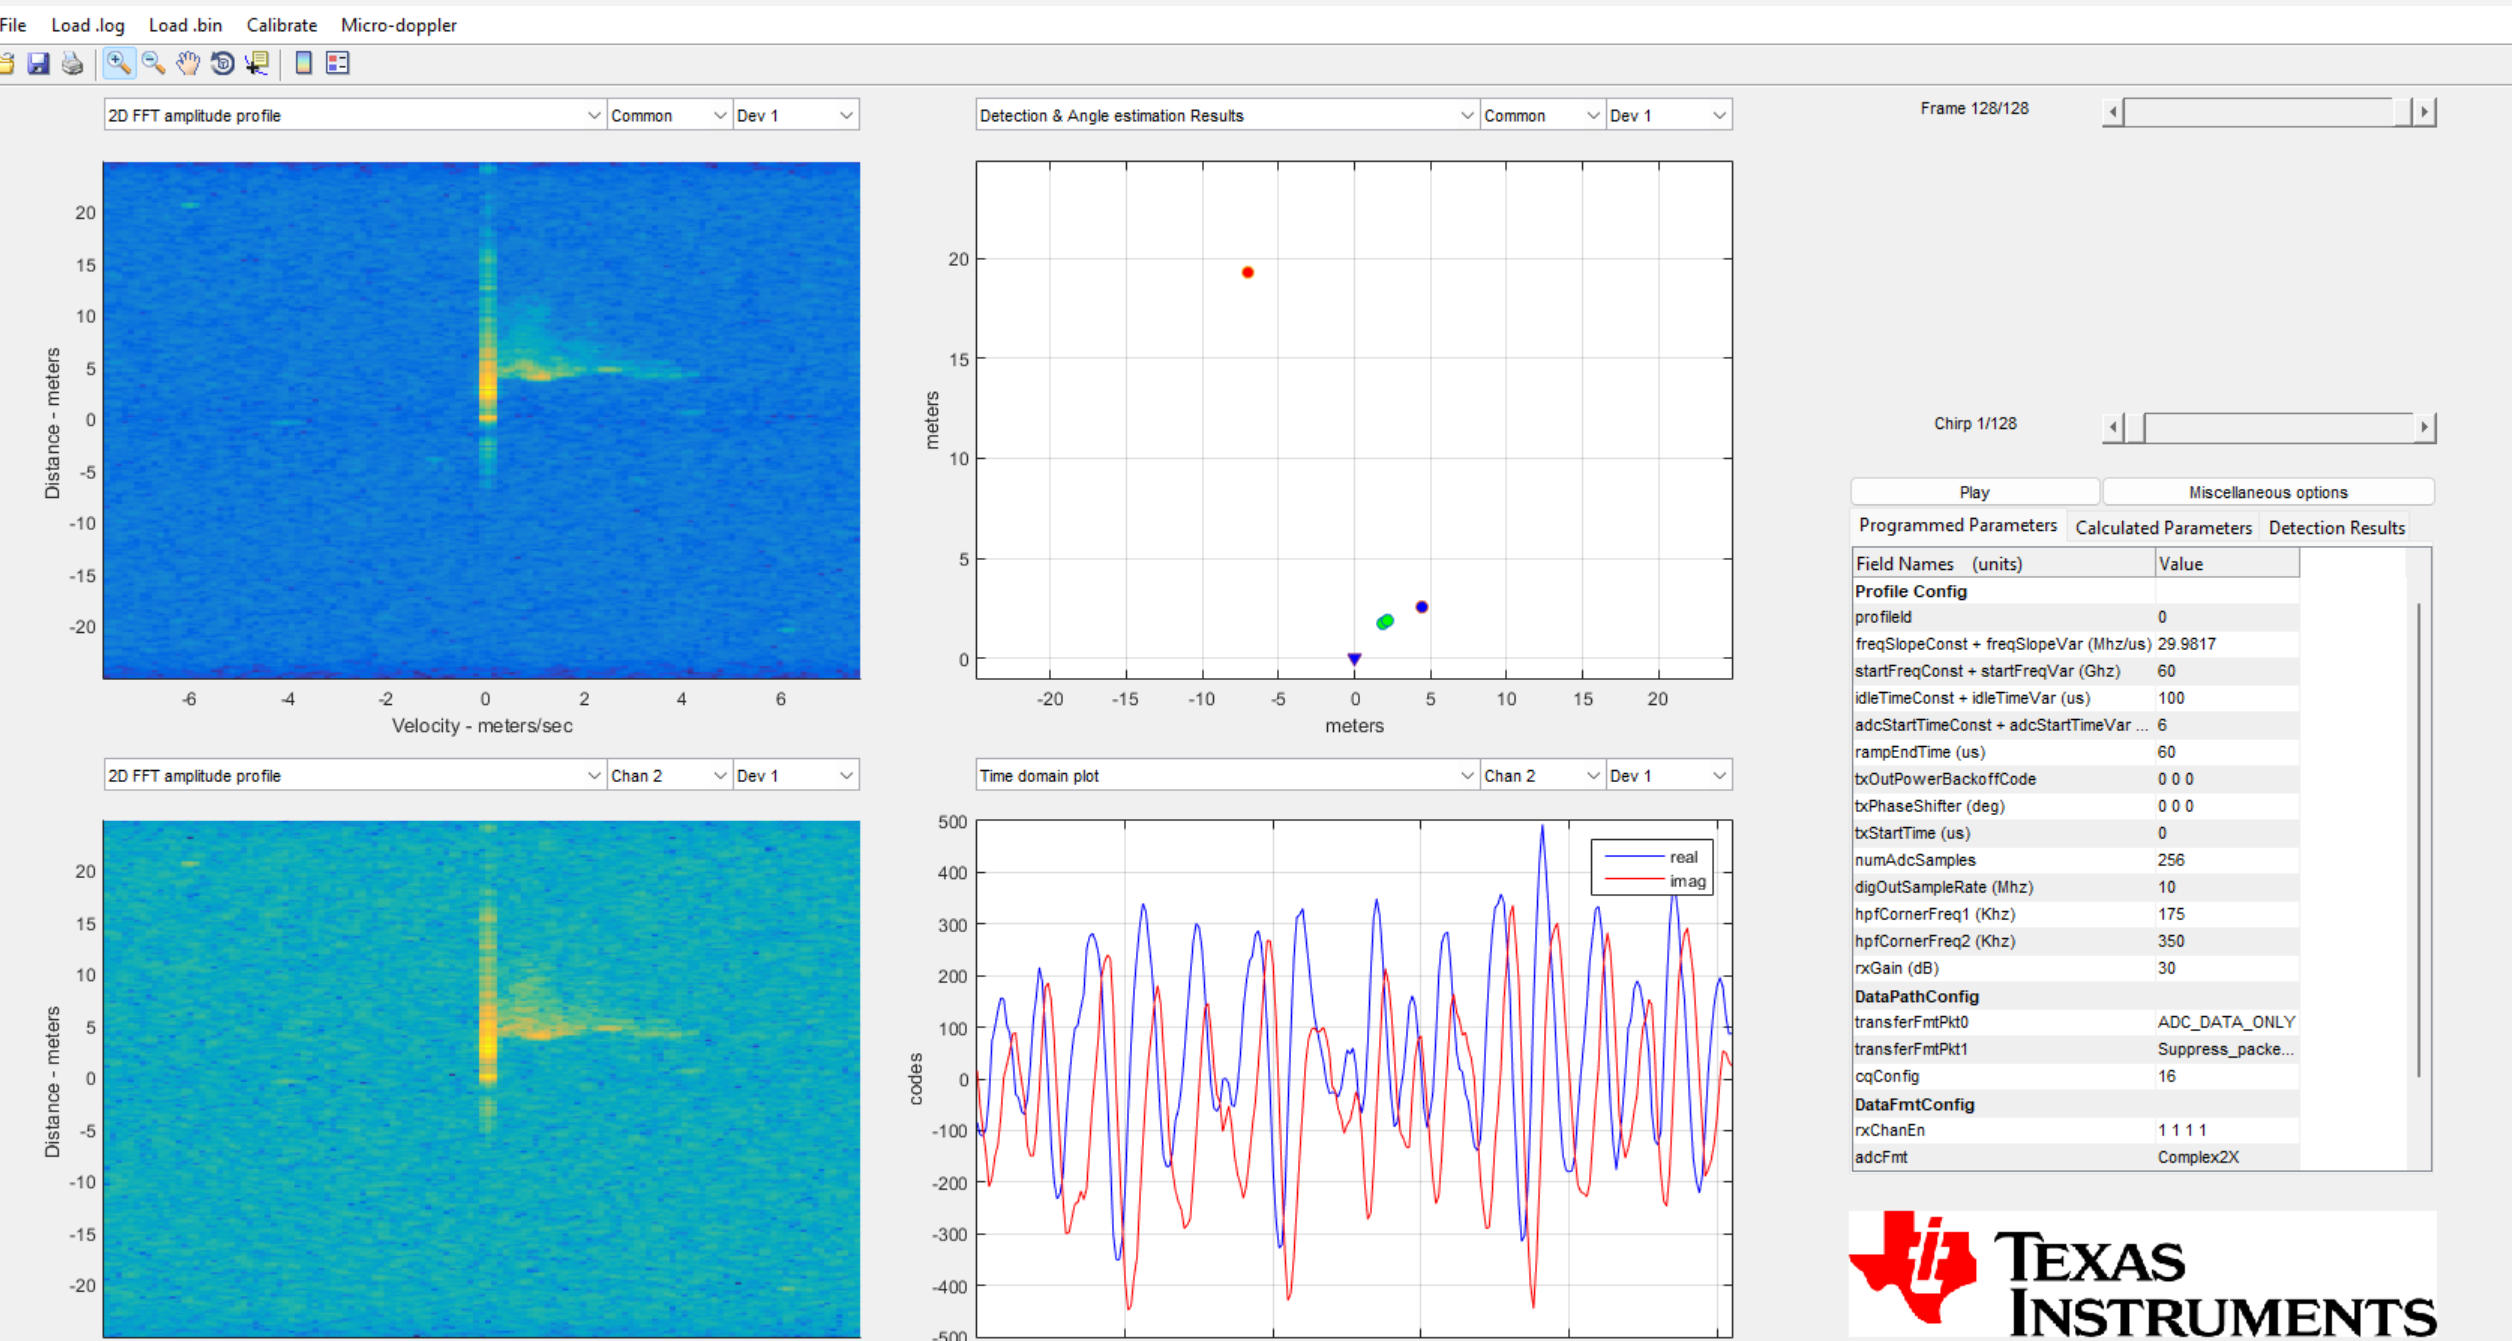 File Load .log Load .bin Calibrate Micro-doppler
2D FFT amplitude profile Common Dev 1
20
15
10
5
0
-5
-10
-15
-20
Distance - meters
-6 -4 -2 0 2 4 6
Velocity - meters/sec
Detection & Angle estimation Results Common Dev 1
20
15
10
5
0
meters
-20 -15 -10 -5 0 5 10 15 20
meters
Frame 128/128
Chirp 1/128
Play Miscellaneous options
Programmed Parameters Calculated Parameters Detection Results
Field Names (units) Value
Profile Config
profileId 0
freqSlopeConst + freqSlopeVar (Mhz/us) 29.9817
startFreqConst + startFreqVar (Ghz) 60
idleTimeConst + idleTimeVar (us) 100
adcStartTimeConst + adcStartTimeVar ... 6
rampEndTime (us) 60
txOutPowerBackoffCode 0 0 0
txPhaseShifter (deg) 0 0 0
txStartTime (us) 0
numAdcSamples 256
digOutSampleRate (Mhz) 10
hpfCornerFreq1 (Khz) 175
hpfCornerFreq2 (Khz) 350
rxGain (dB) 30
DataPathConfig
transferFmtPkt0 ADC_DATA_ONLY
transferFmtPkt1 Suppress_packe...
cqConfig 16
DataFmtConfig
rxChanEn 1 1 1 1
adcFmt Complex2X
2D FFT amplitude profile Chan 2 Dev 1
20
15
10
5
0
-5
-10
-15
-20
Distance - meters
Time domain plot Chan 2 Dev 1
500
400
300
200
100
0
-100
-200
-300
-400
-500
codes
real
imag
TEXAS
INSTRUMENTS